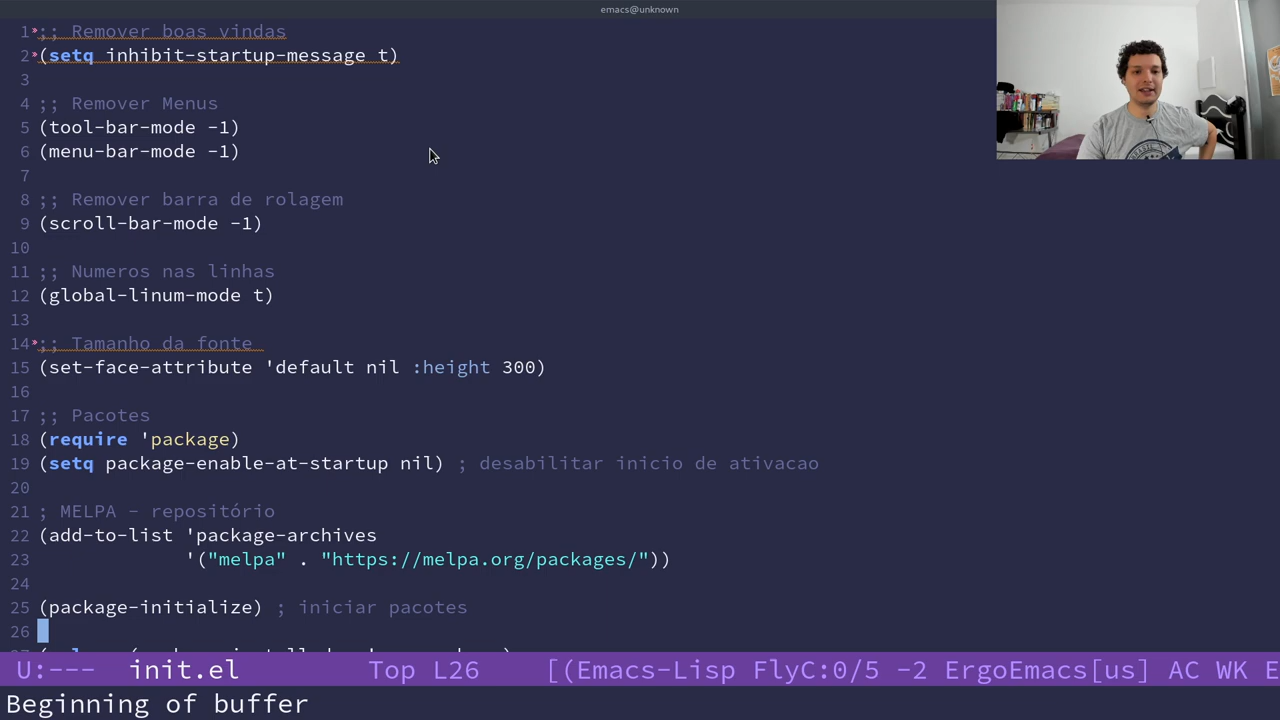 emacs@unknown
1 ;; Remover boas vindas
2 (setq inhibit-startup-message t)
3
4 ;; Remover Menus
5 (tool-bar-mode -1)
6 (menu-bar-mode -1)
7
8 ;; Remover barra de rolagem
9 (scroll-bar-mode -1)
10
11 ;; Numeros nas linhas
12 (global-linum-mode t)
13
14 ;; Tamanho da fonte
15 (set-face-attribute 'default nil :height 300)
16
17 ;; Pacotes
18 (require 'package)
19 (setq package-enable-at-startup nil) ; desabilitar inicio de ativacao
20
21 ; MELPA - repositório
22 (add-to-list 'package-archives
23 '("melpa" . "https://melpa.org/packages/"))
24
25 (package-initialize) ; iniciar pacotes
26
U:--- init.el Top L26 [(Emacs-Lisp FlyC:0/5 -2 ErgoEmacs[us] AC WK E
Beginning of buffer